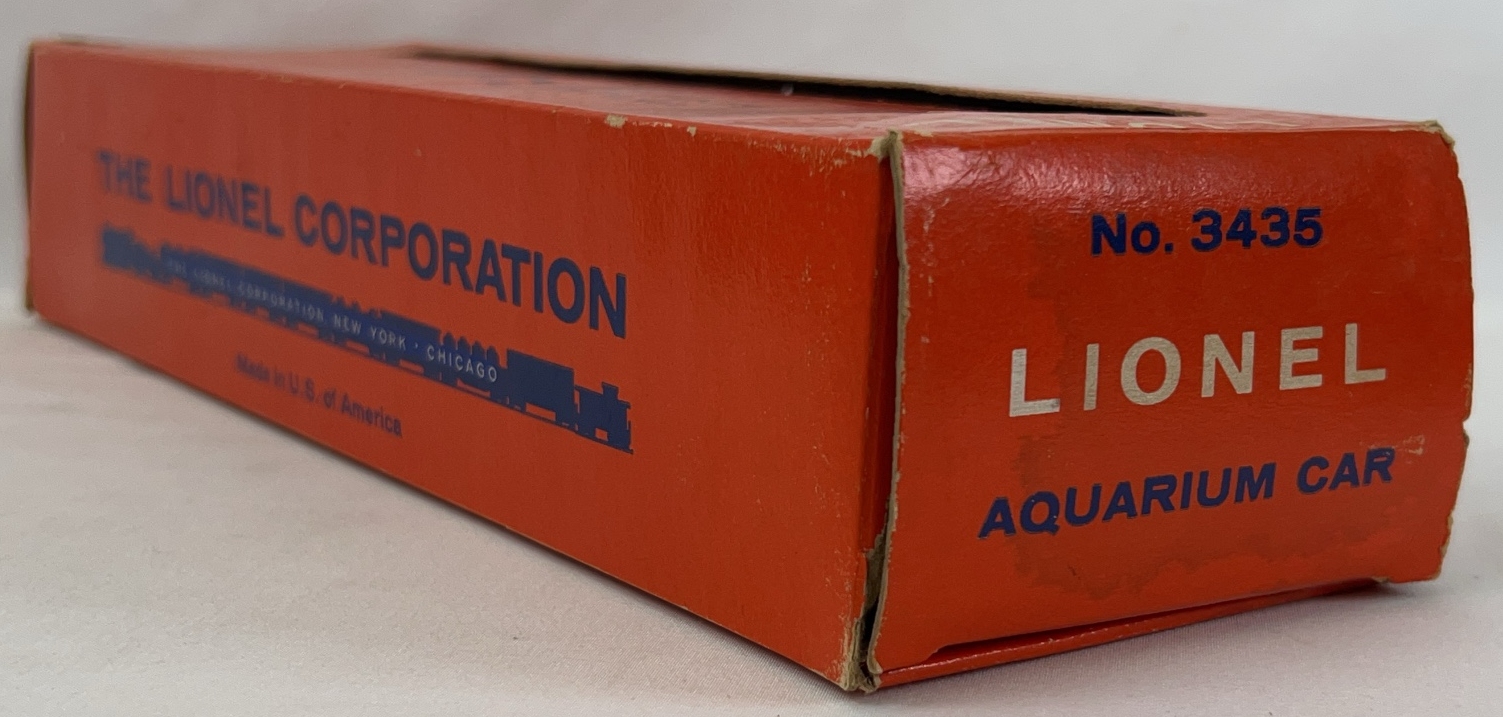 THE LIONEL CORPORATION
THE LIONEL CORPORATION NEW YORK · CHICAGO
Made in U.S. of America
No. 3435
LIONEL
AQUARIUM CAR